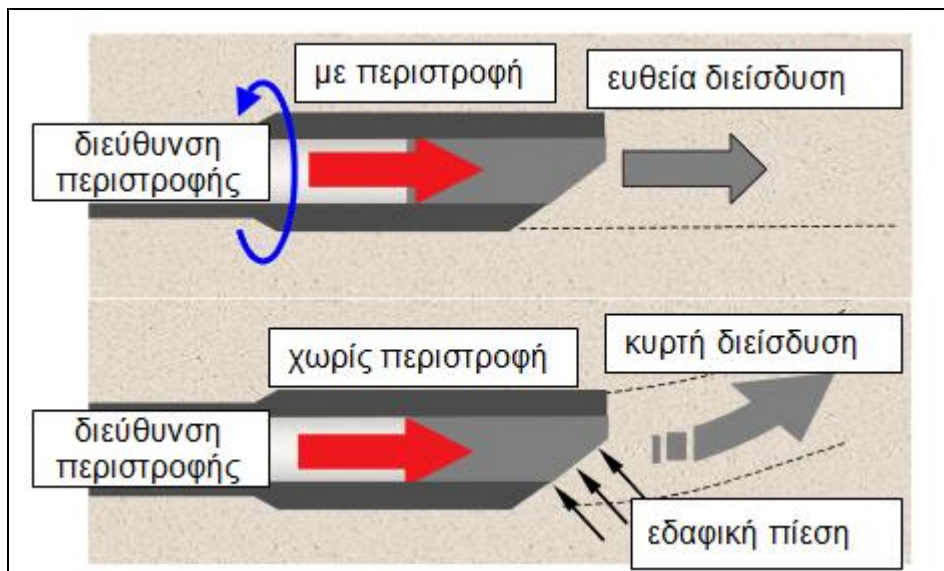 με περιστροφή
ευθεία διείσδυση
διεύθυνση
περιστροφής
χωρίς περιστροφή
κυρτή διείσδυση
διεύθυνση
περιστροφής
εδαφική πίεση